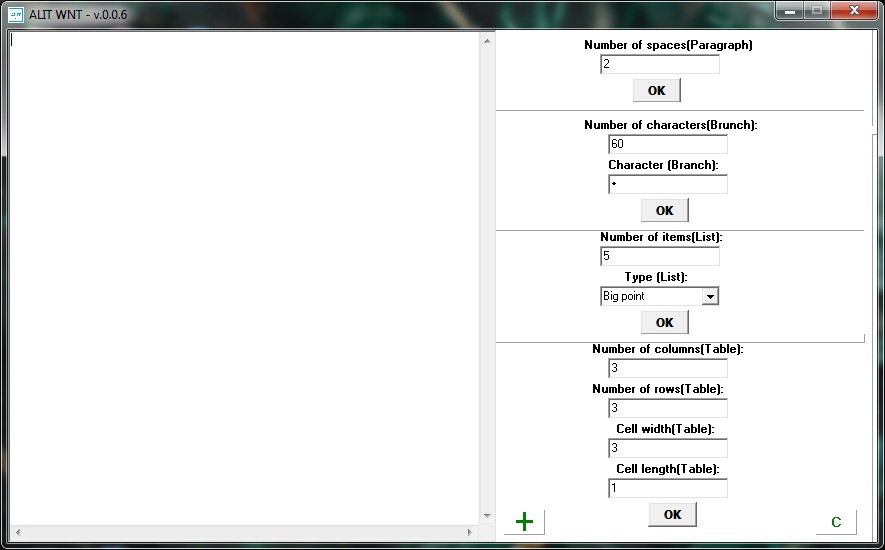 ALIT WNT - v.0.0.6
Number of spaces(Paragraph)
2
OK
Number of characters(Brunch):
60
Character (Branch):
•
OK
Number of items(List):
5
Type (List):
Big point
OK
Number of columns(Table):
3
Number of rows(Table):
3
Cell width(Table):
3
Cell length(Table):
1
OK
+
C